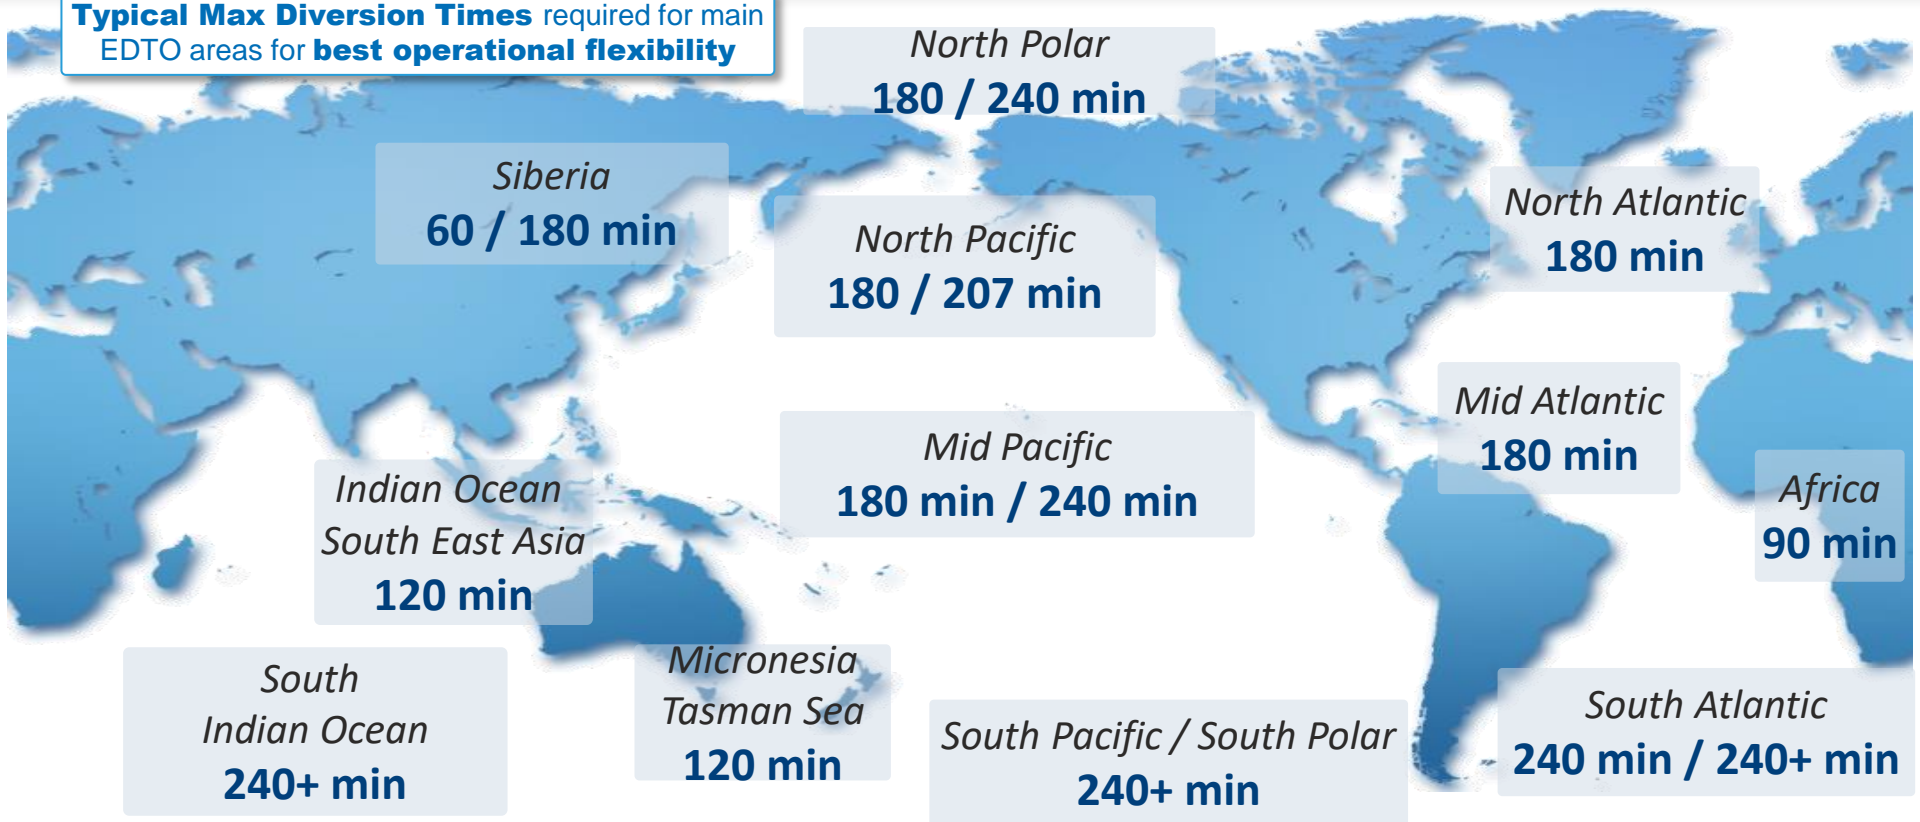 Typical Max Diversion Times required for main
EDTO areas for best operational flexibility
North Polar
180 / 240 min
Siberia
60 / 180 min
North Pacific
180 / 207 min
North Atlantic
180 min
Mid Atlantic
180 min
Mid Pacific
180 min / 240 min
Africa
90 min
Indian Ocean
South East Asia
120 min
South
Indian Ocean
240+ min
Micronesia
Tasman Sea
120 min
South Pacific / South Polar
240+ min
South Atlantic
240 min / 240+ min